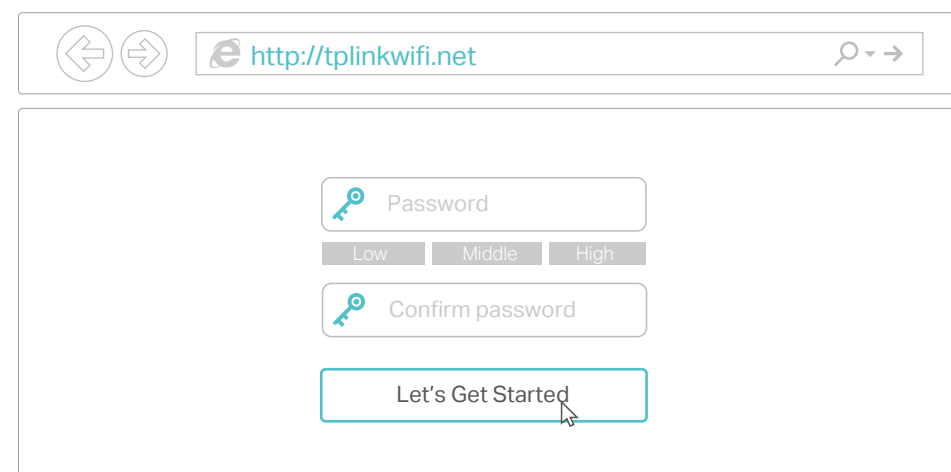 http://tplinkwifi.net
Password
Low Middle High
Confirm password
Let's Get Started